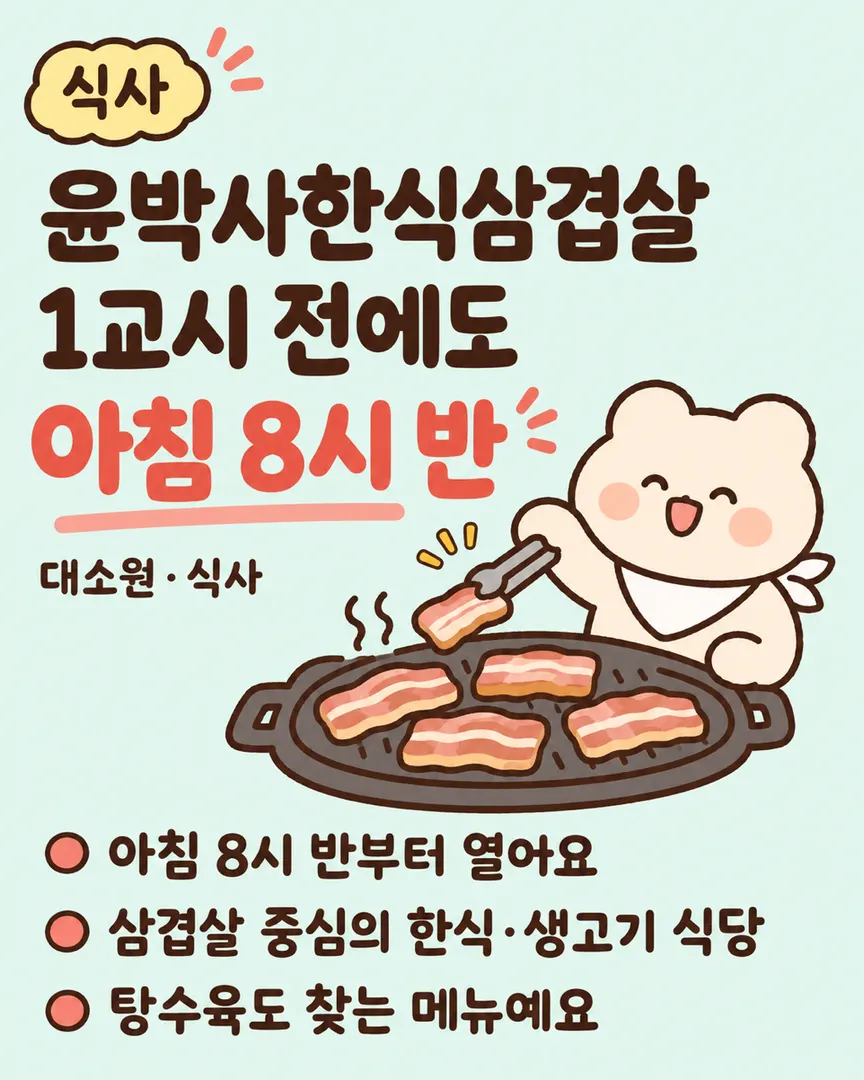 식사
윤박사한식삼겹살
1교시 전에도
아침 8시 반
대소원·식사
아침 8시 반부터 열어요
삼겹살 중심의 한식·생고기 식당
탕수육도 찾는 메뉴예요